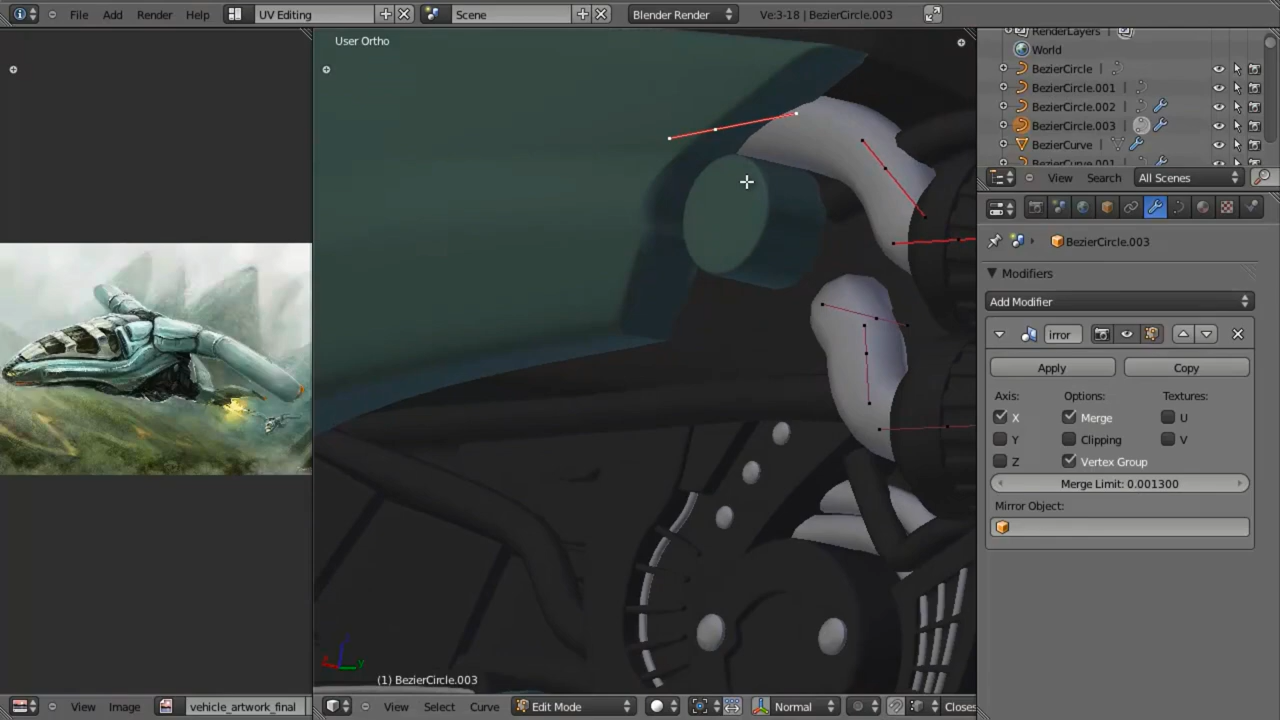 File Add Render Help UV Editing Scene Blender Render Ve:3-18 | BezierCircle.003
User Ortho
RenderLayers
World
BezierCircle
BezierCircle.001
BezierCircle.002
BezierCircle.003
BezierCurve
BezierCurve.001
View Search All Scenes
BezierCircle.003
Modifiers
Add Modifier
irror
Apply Copy
Axis: Options: Textures:
X Merge U
Y Clipping V
Z Vertex Group
Merge Limit: 0.001300
Mirror Object:
(1) BezierCircle.003
View Image vehicle_artwork_final View Select Curve Edit Mode Normal Closes